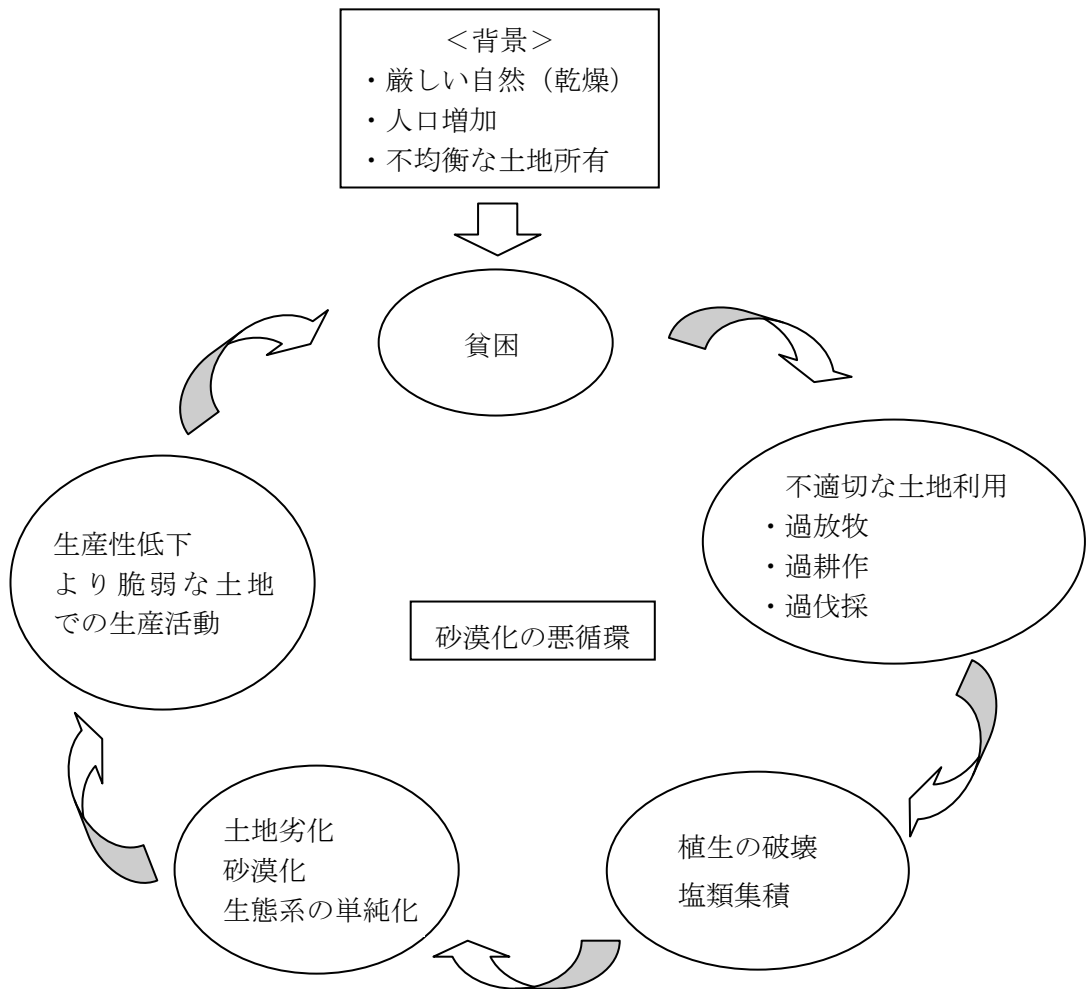 ＜背景＞
・厳しい自然（乾燥）
・人口増加
・不均衡な土地所有
貧困
不適切な土地利用
・過放牧
・過耕作
・過伐採
植生の破壊
塩類集積
土地劣化
砂漠化
生態系の単純化
生産性低下
より脆弱な土地
での生産活動
砂漠化の悪循環